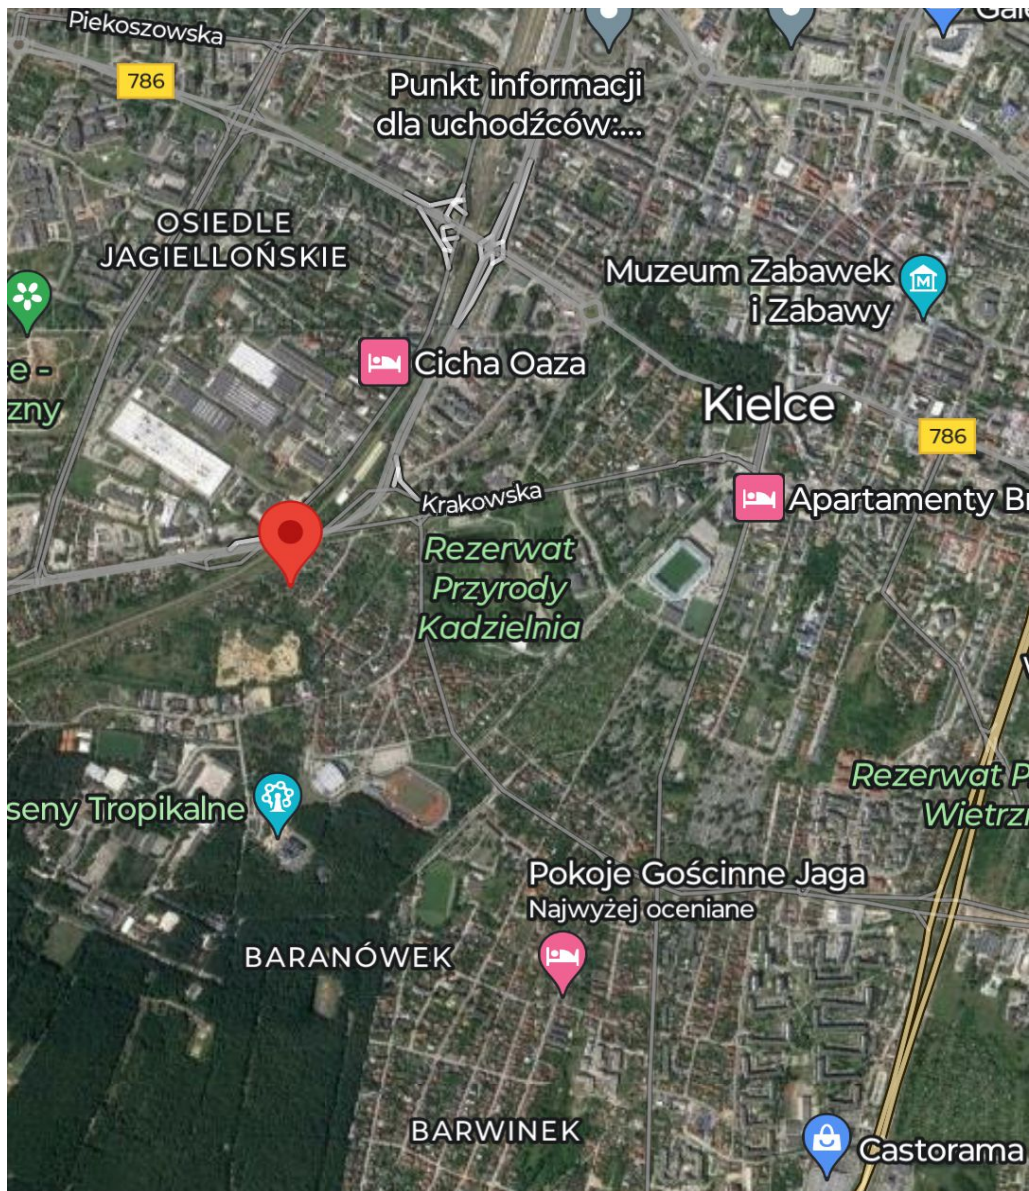 Piekoszowska
786
Punkt informacji
dla uchodźców:...
OSIEDLE
JAGIELLOŃSKIE
Muzeum Zabawek
i Zabawy
M
Cicha Oaza
Kielce
786
Krakowska
Apartamenty
Rezerwat
Przyrody
Kadzielnia
Rezerwat
seny Tropikalne
Pokoje Gościnne Jaga
Najwyżej oceniane
BARANÓWEK
BARWINEK
Castorama